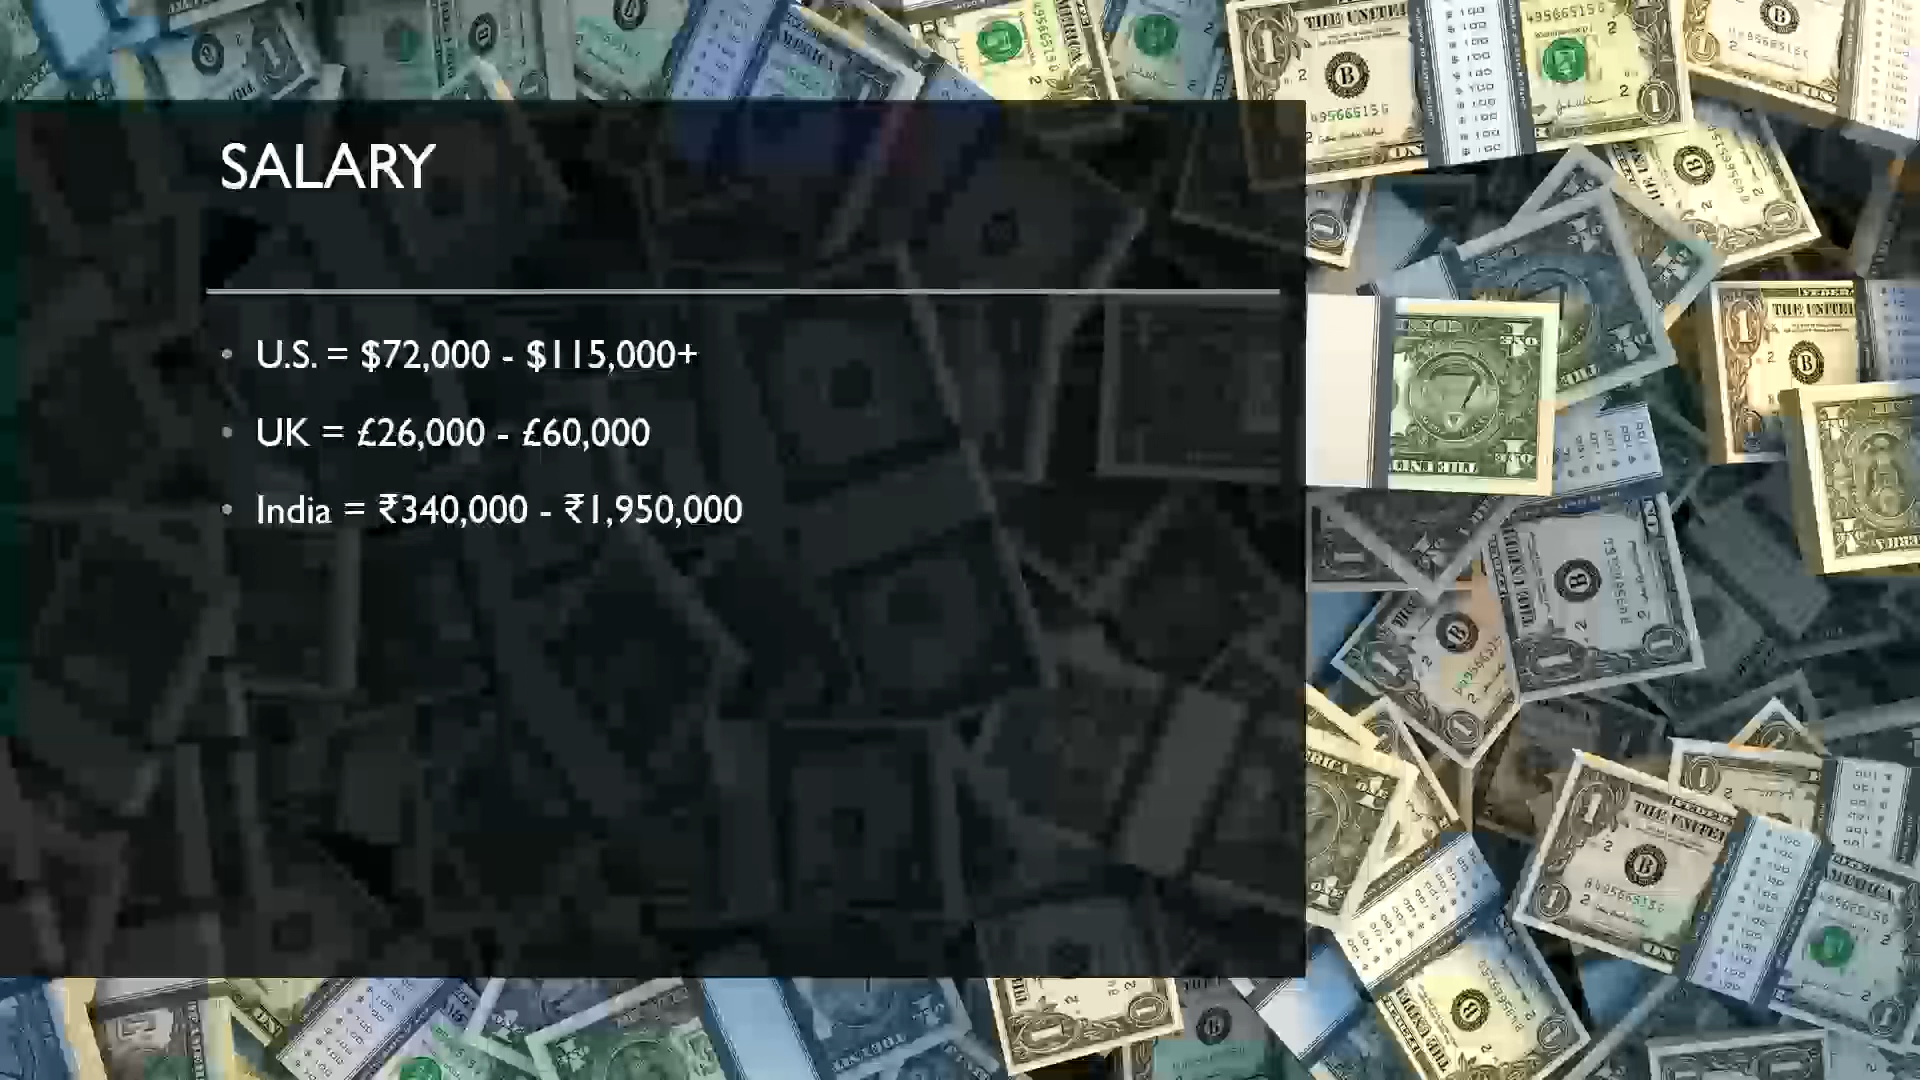 SALARY
• U.S. = $72,000 - $115,000+
• UK = £26,000 - £60,000
• India = ₹340,000 - ₹1,950,000